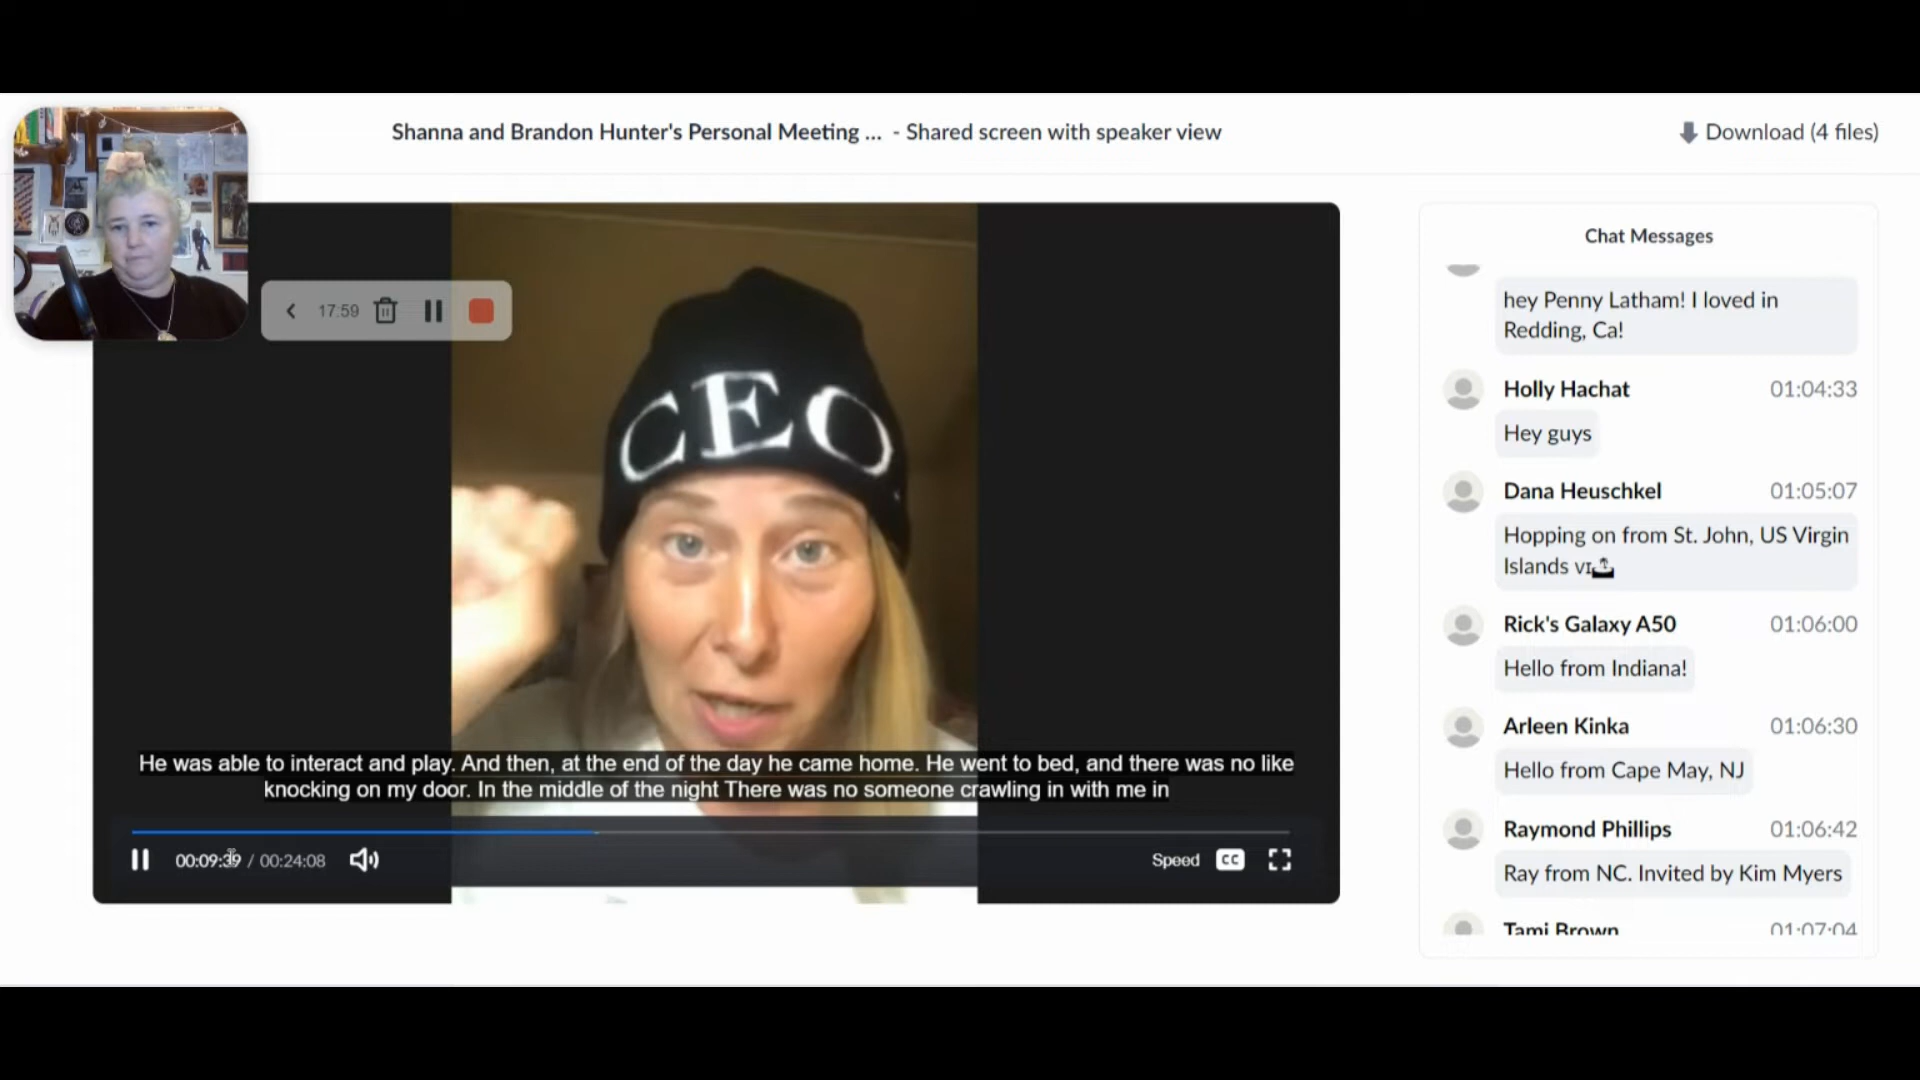 Shanna and Brandon Hunter's Personal Meeting ... - Shared screen with speaker view
Download (4 files)
17:59
CEO
He was able to interact and play. And then, at the end of the day he came home. He went to bed, and there was no like
knocking on my door. In the middle of the night There was no someone crawling in with me in
00:09:39 / 00:24:08
Speed
CC
Chat Messages
hey Penny Latham! I loved in
Redding, Ca!
Holly Hachat 01:04:33
Hey guys
Dana Heuschkel 01:05:07
Hopping on from St. John, US Virgin
Islands VI
Rick's Galaxy A50 01:06:00
Hello from Indiana!
Arleen Kinka 01:06:30
Hello from Cape May, NJ
Raymond Phillips 01:06:42
Ray from NC. Invited by Kim Myers
Tami Brown 01:07:04